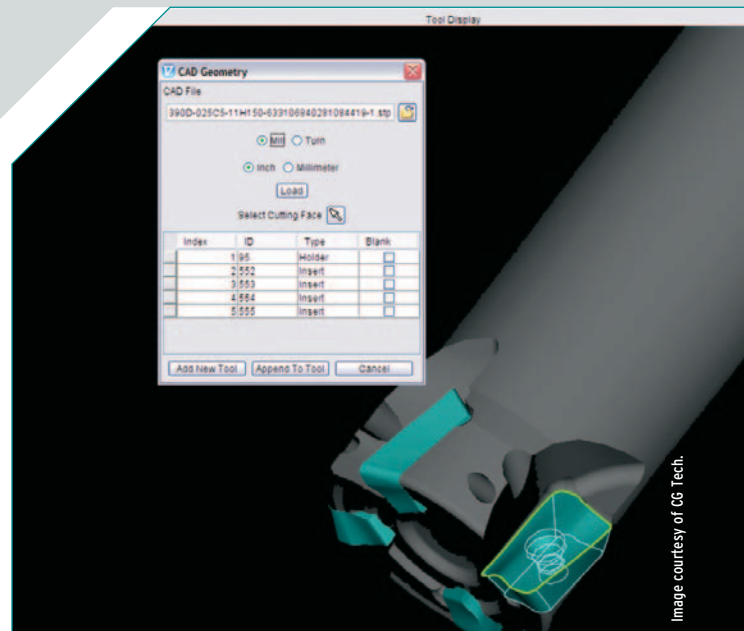 Tool Display
CAD Geometry
CAD File
390D-025C5-11H150-633106840281084419-1.stp
Mill Turn
Inch Millimeter
Load
Select Cutting Face
Index ID Type Blank
1 95 Holder
2 552 Insert
3 553 Insert
4 554 Insert
5 555 Insert
Add New Tool Append To Tool Cancel
Image courtesy of CG Tech.